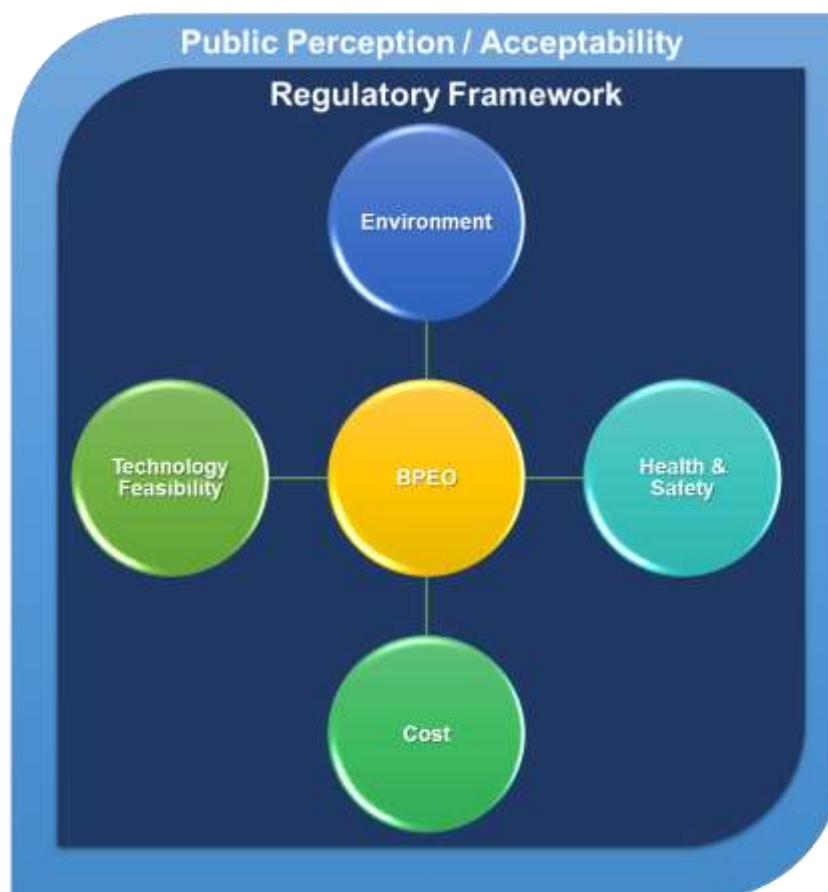 Public Perception / Acceptability
Regulatory Framework
Environment
Technology
Feasibility
BPEO
Health &
Safety
Cost